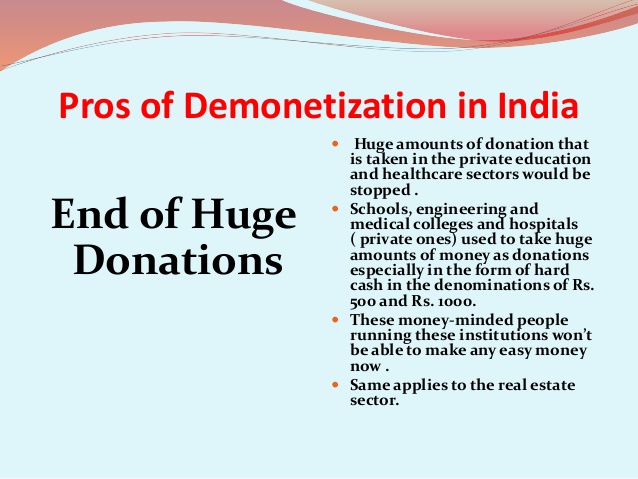 Pros of Demonetization in India
End of Huge
Donations
• Huge amounts of donation that
is taken in the private education
and healthcare sectors would be
stopped .
• Schools, engineering and
medical colleges and hospitals
( private ones) used to take huge
amounts of money as donations
especially in the form of hard
cash in the denominations of Rs.
500 and Rs. 1000.
• These money-minded people
running these institutions won’t
be able to make any easy money
now .
• Same applies to the real estate
sector.